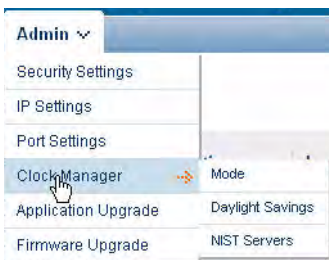 Admin
Security Settings
IP Settings
Port Settings
Clock Manager
Mode
Daylight Savings
NIST Servers
Application Upgrade
Firmware Upgrade